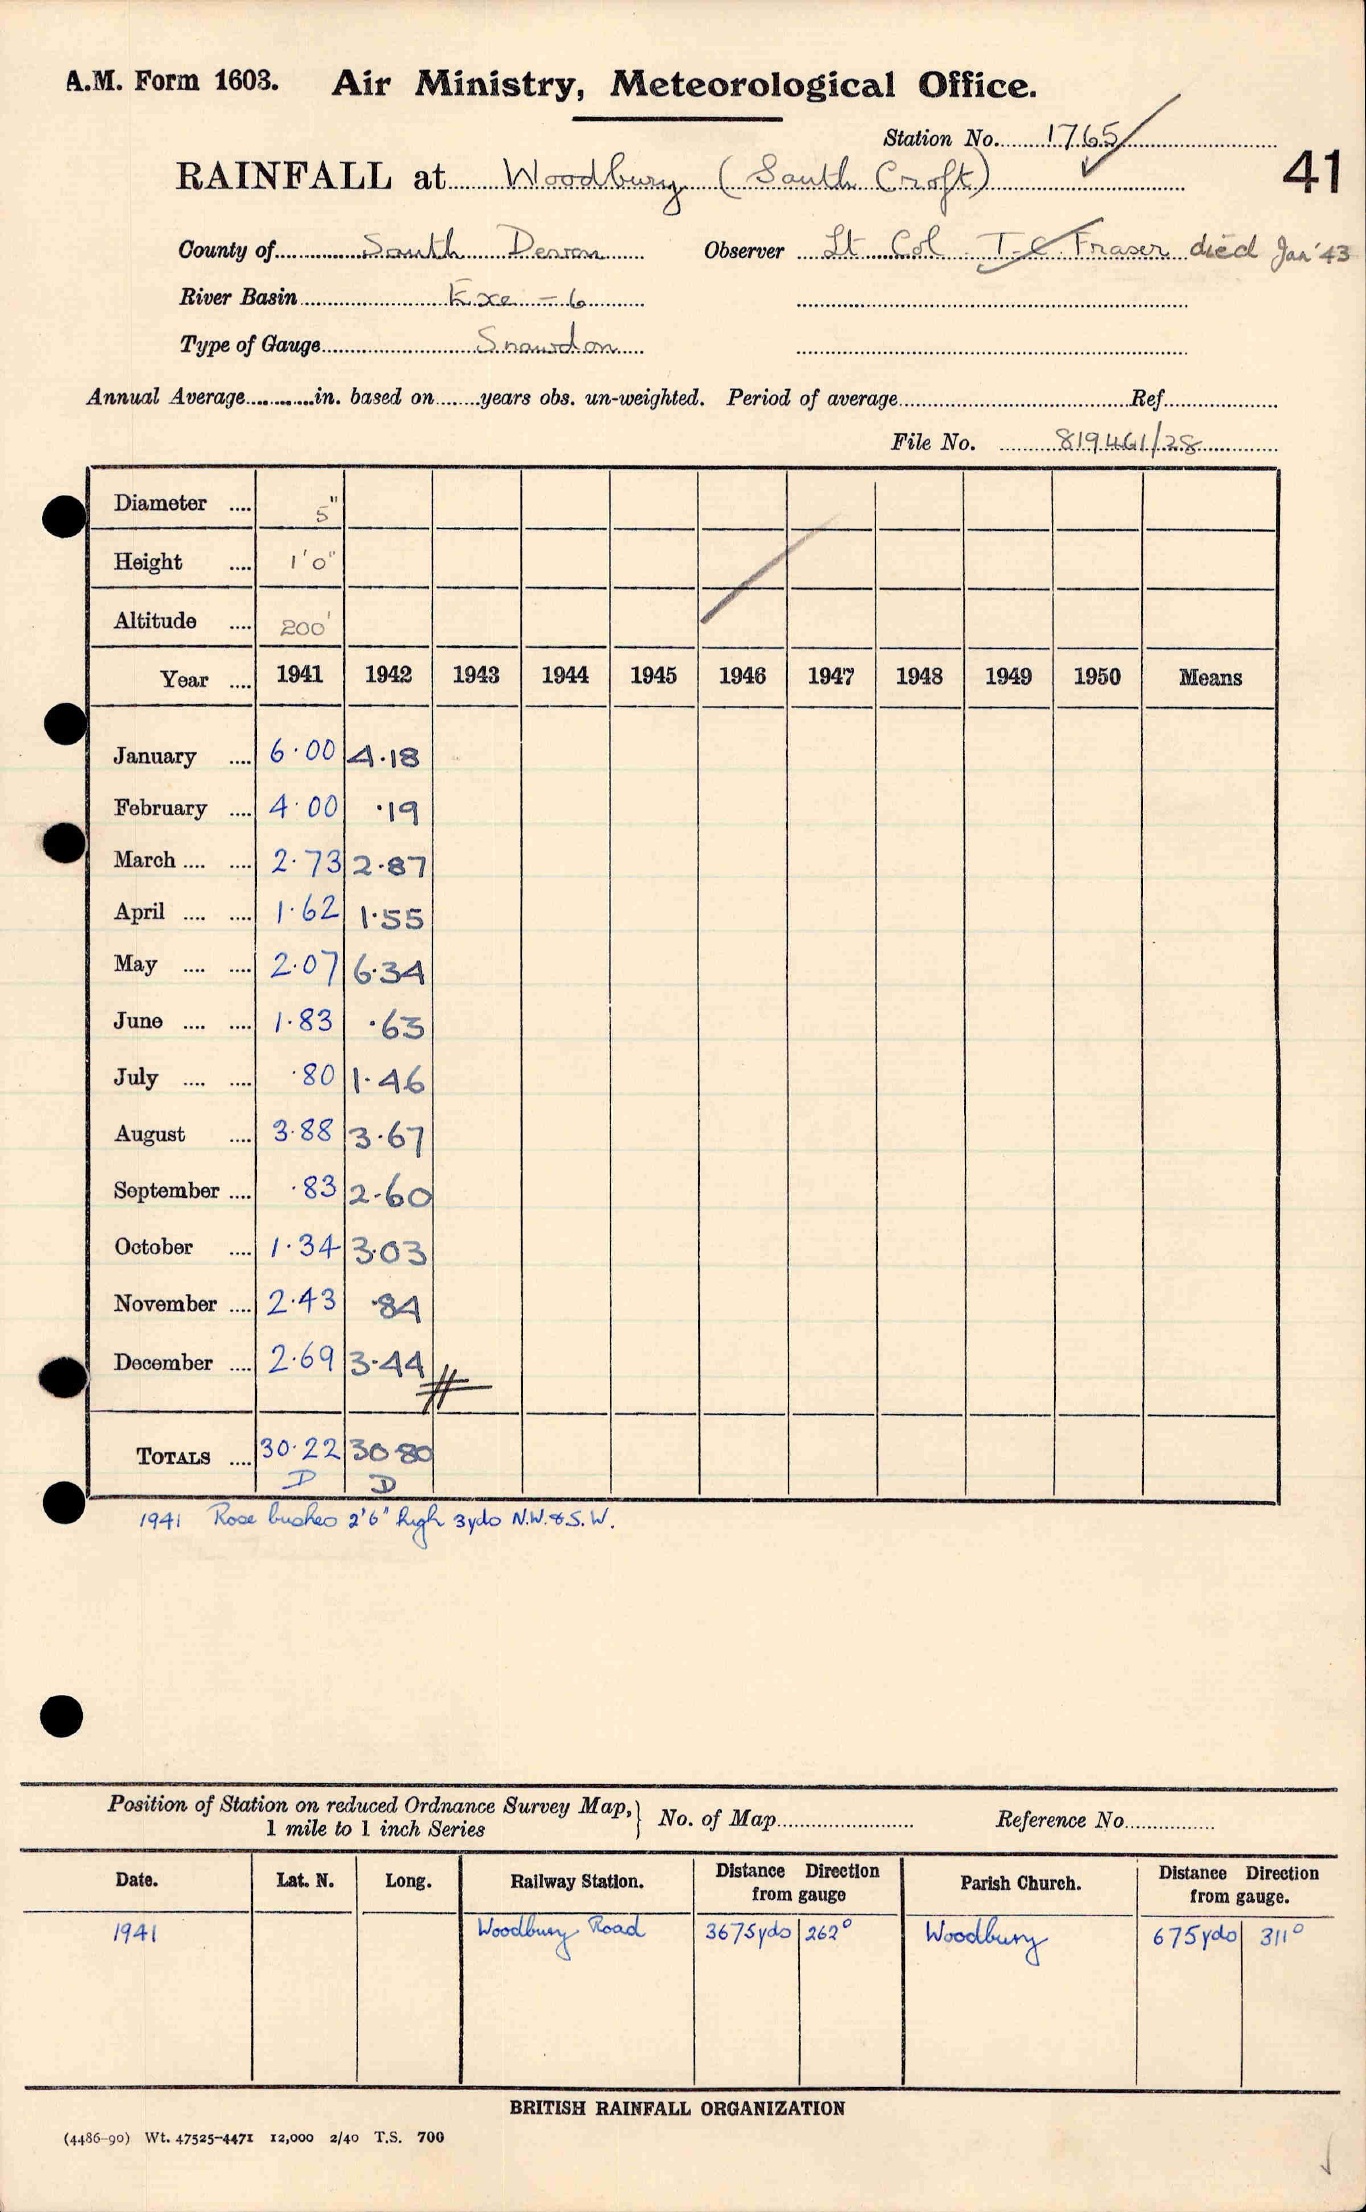 A.M. Form 1603. Air Ministry, Meteorological Office.
Station No. 1765
RAINFALL at Woodbury (South Croft) 41
County of South Devon Observer Lt Col T. C. Fraser died Jan '43
River Basin Exe - 6
Type of Gauge Snowdon
Annual Average in. based on years obs. un-weighted. Period of average Ref.
File No. 819461/28
Diameter .... 5"
Height .... 1'0"
Altitude .... 200'
Year .... 1941 1942 1943 1944 1945 1946 1947 1948 1949 1950 Means
January .... 6.00 4.18
February .... 4.00 .19
March .... .... 2.73 2.87
April .... .... 1.62 1.55
May .... .... 2.07 6.34
June .... .... 1.83 .63
July .... .... .80 1.46
August .... 3.88 3.67
September .... .83 2.60
October .... 1.34 3.03
November .... 2.43 .84
December .... 2.69 3.44
TOTALS .... 30.22 30.80
D D
1941 Rose bushes 2'6" high 3yds N.W. & S.W.
Position of Station on reduced Ordnance Survey Map, } No. of Map Reference No.
1 mile to 1 inch Series
Date. Lat. N. Long. Railway Station. Distance Direction from gauge Parish Church. Distance Direction from gauge.
1941 Woodbury Road 3675yds 262° Woodbury 675yds 311°
BRITISH RAINFALL ORGANIZATION
(4486-90) Wt. 47525-4471 12,000 2/40 T.S. 700